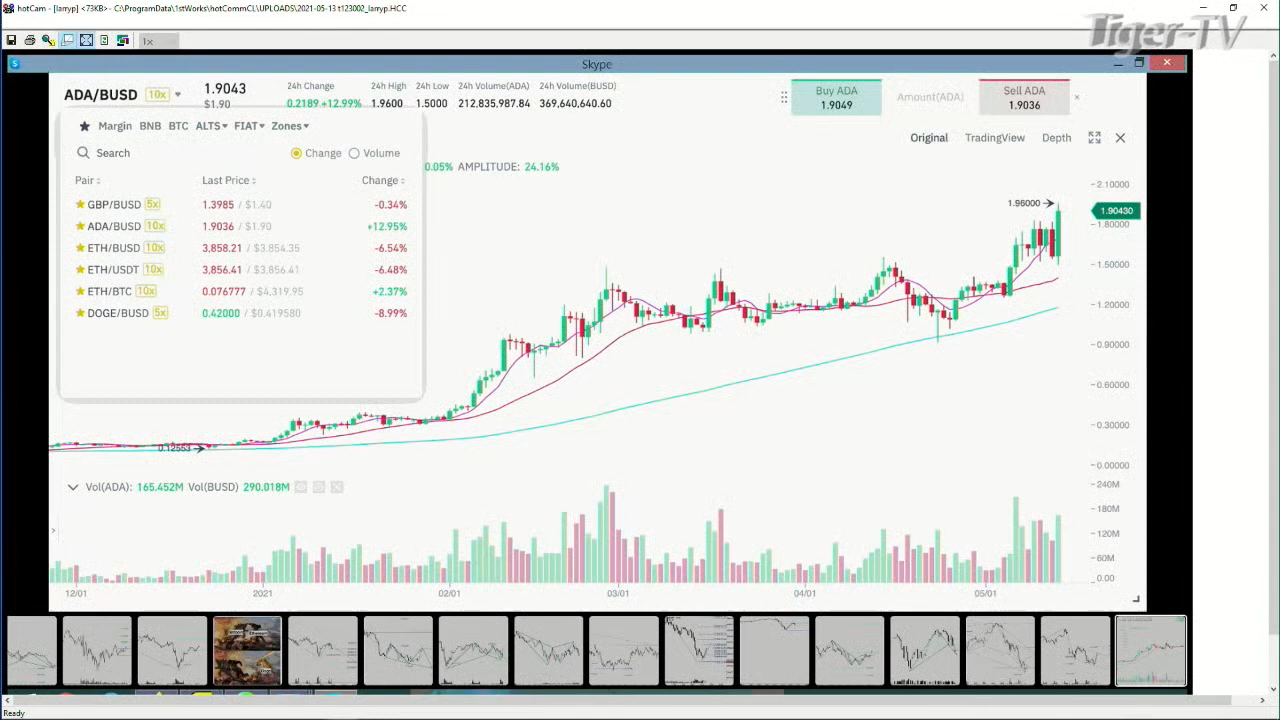 hotCam - [larryp] <73KB> - C:\ProgramData\1stWorks\hotCommCL\UPLOADS\2021-05-13 t123002_larryp.HCC
Tiger-TV
1x
Skype
ADA/BUSD 10x 1.9043 $1.90
24h Change 0.2189 +12.99%
24h High 1.9600
24h Low 1.5000
24h Volume(ADA) 212,835,987.84
24h Volume(BUSD) 369,640,640.60
Buy ADA 1.9049
Amount(ADA)
Sell ADA 1.9036
Margin BNB BTC ALTS FIAT Zones
Original TradingView Depth
Search Change Volume
0.05% AMPLITUDE: 24.16%
Pair Last Price Change
GBP/BUSD 5x 1.3985 / $1.40 -0.34%
ADA/BUSD 10x 1.9036 / $1.90 +12.95%
ETH/BUSD 10x 3,858.21 / $3,854.35 -6.54%
ETH/USDT 10x 3,856.41 / $3,856.41 -6.48%
ETH/BTC 10x 0.076777 / $4,319.95 +2.37%
DOGE/BUSD 5x 0.42000 / $0.419580 -8.99%
2.10000
1.96000
1.90430
1.80000
1.50000
1.20000
0.90000
0.60000
0.30000
0.12553
0.00000
Vol(ADA): 165.452M Vol(BUSD) 290.018M
240M
180M
120M
60M
0.00
12/01 2021 02/01 03/01 04/01 05/01
Ready